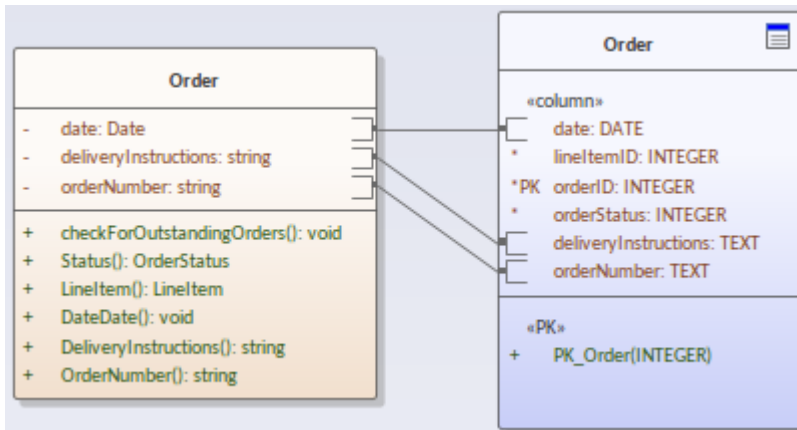 Order
- date: Date
- deliveryInstructions: string
- orderNumber: string
+ checkForOutstandingOrders(): void
+ Status(): OrderStatus
+ LineItem(): LineItem
+ DateDate(): void
+ DeliveryInstructions(): string
+ OrderNumber(): string
Order
«column»
date: DATE
* lineItemID: INTEGER
*PK orderID: INTEGER
* orderStatus: INTEGER
deliveryInstructions: TEXT
orderNumber: TEXT
«PK»
+ PK_Order(INTEGER)